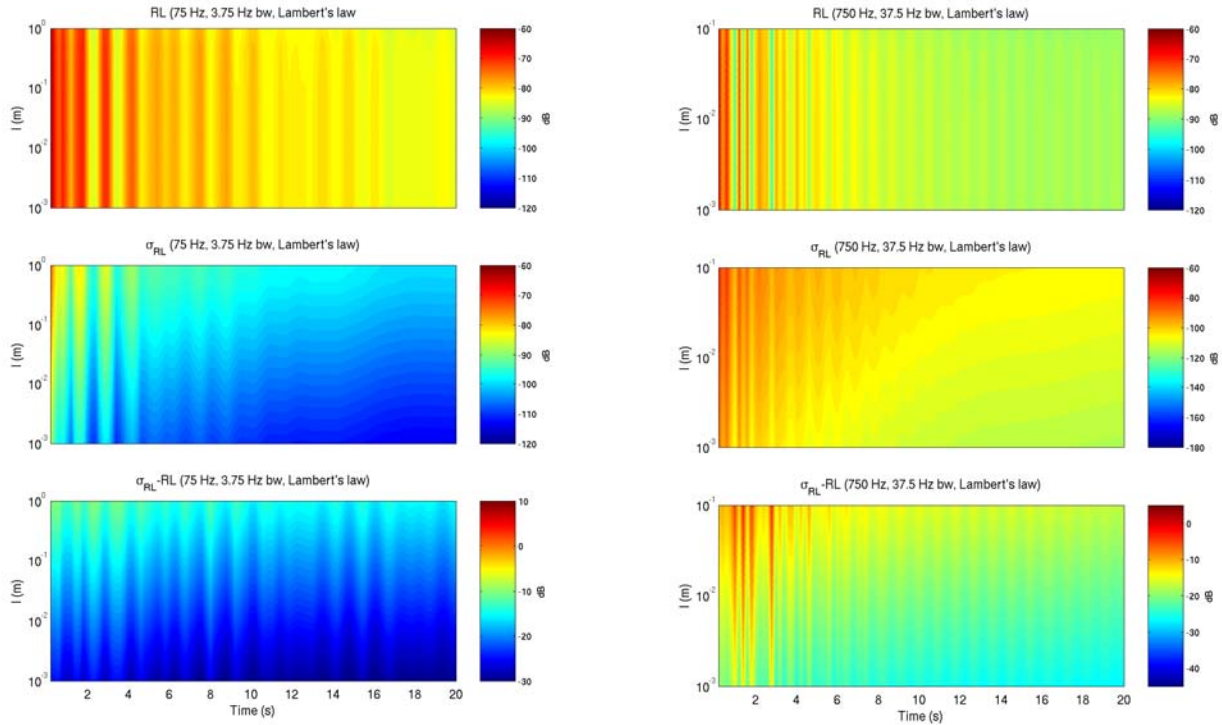 RL (75 Hz, 3.75 Hz bw, Lambert's law
l (m)
10⁰
10⁻¹
10⁻²
10⁻³
-60
-70
-80
-90
-100
-110
-120
dB
RL (750 Hz, 37.5 Hz bw, Lambert's law)
l (m)
10⁻¹
10⁻²
10⁻³
-60
-70
-80
-90
-100
-110
-120
dB
σRL (75 Hz, 3.75 Hz bw, Lambert's law)
l (m)
10⁰
10⁻¹
10⁻²
10⁻³
-60
-70
-80
-90
-100
-110
-120
dB
σRL (750 Hz, 37.5 Hz bw, Lambert's law)
l (m)
10⁻¹
10⁻²
10⁻³
-60
-80
-100
-120
-140
-160
-180
dB
σRL-RL (75 Hz, 3.75 Hz bw, Lambert's law)
l (m)
10⁰
10⁻¹
10⁻²
10⁻³
2 4 6 8 10 12 14 16 18 20
Time (s)
10
0
-10
-20
-30
dB
σRL-RL (750 Hz, 37.5 Hz bw, Lambert's law)
l (m)
10⁻¹
10⁻²
10⁻³
2 4 6 8 10 12 14 16 18 20
Time (s)
0
-10
-20
-30
-40
dB